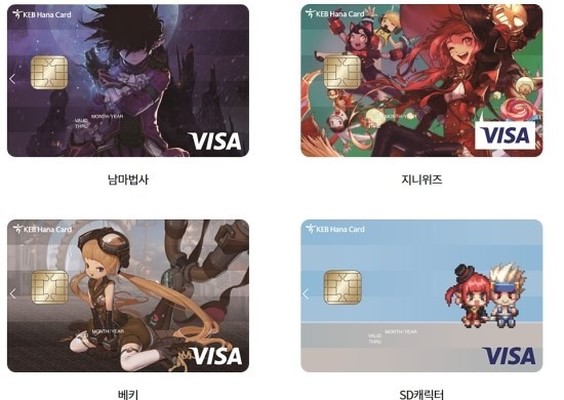 KEB Hana Card
MONTH/YEAR
VALID
THRU
VISA
남마법사
KEB Hana Card
MONTH/YEAR
VISA
지니위즈
KEB Hana Card
MONTH/YEAR
VISA
베키
KEB Hana Card
MONTH/YEAR
VALID
THRU
VISA
SD캐릭터